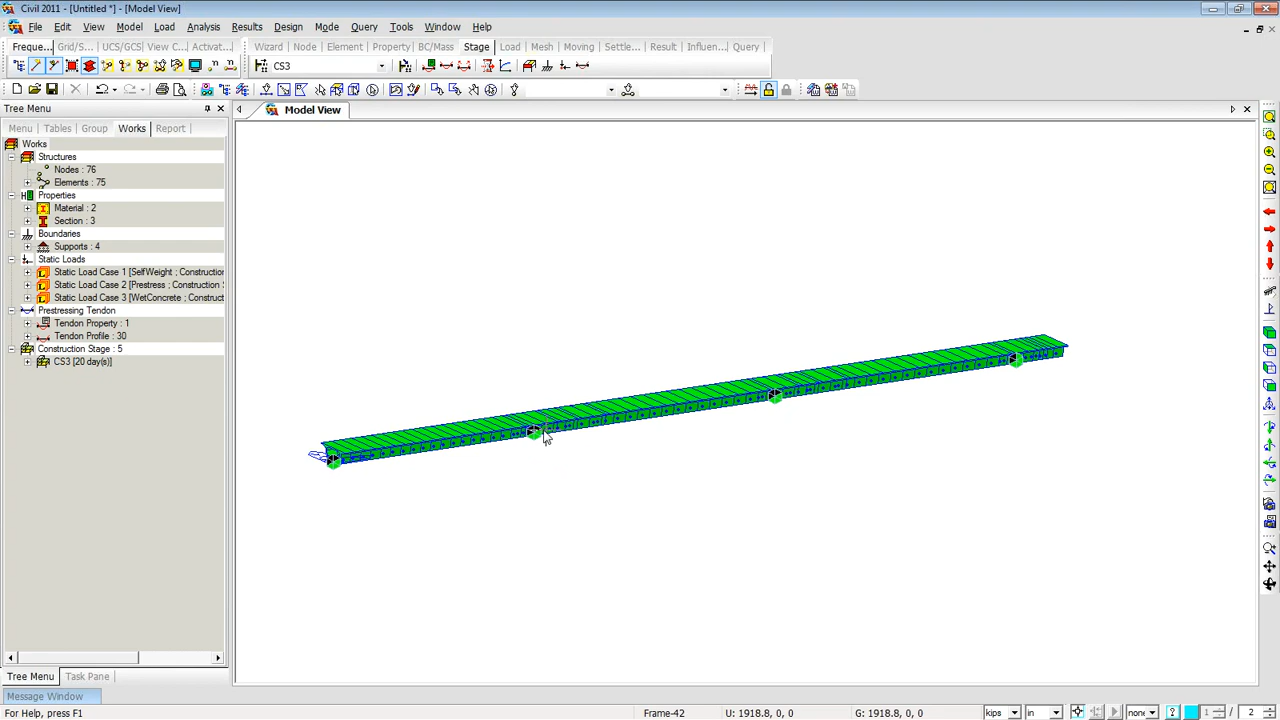 Civil 2011 - [Untitled *] - [Model View]
File Edit View Model Load Analysis Results Design Mode Query Tools Window Help
Freque... Grid/S... UCS/GCS View C... Activat... Wizard Node Element Property BC/Mass Stage Load Mesh Moving Settle... Result Influen... Query
CS3
Tree Menu
Model View
Menu Tables Group Works Report
Works
Structures
Nodes : 76
Elements : 75
Properties
Material : 2
Section : 3
Boundaries
Supports : 4
Static Loads
Static Load Case 1 [SelfWeight ; Construction
Static Load Case 2 [Prestress ; Construction S
Static Load Case 3 [WetConcrete ; Construct
Prestressing Tendon
Tendon Property : 1
Tendon Profile : 30
Construction Stage : 5
CS3 [20 day(s)]
Tree Menu Task Pane
Message Window
For Help, press F1
Frame-42
U: 1918.8, 0, 0
G: 1918.8, 0, 0
kips
in
none
1 / 2